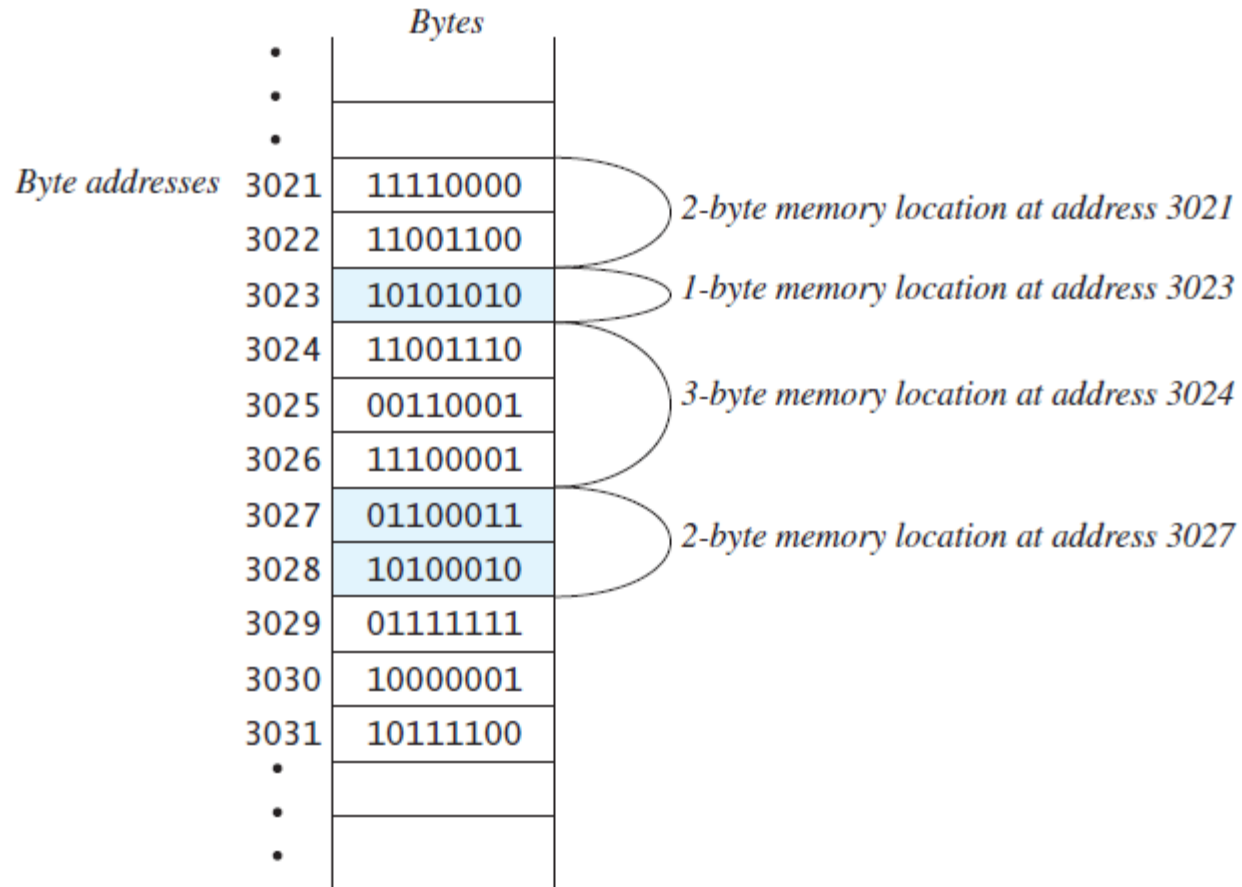 Bytes
Byte addresses 3021 11110000
2-byte memory location at address 3021
3022 11001100
3023 10101010 1-byte memory location at address 3023
3024 11001110
3025 00110001 3-byte memory location at address 3024
3026 11100001
3027 01100011
2-byte memory location at address 3027
3028 10100010
3029 01111111
3030 10000001
3031 10111100